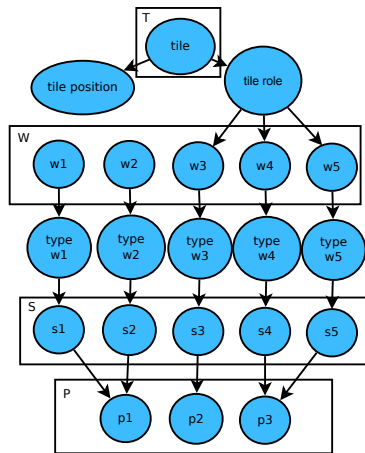 T
tile
tile position
tile role
W
w1 w2 w3 w4 w5
type type type type type
w1 w2 w3 w4 w5
S
s1 s2 s3 s4 s5
P
p1 p2 p3